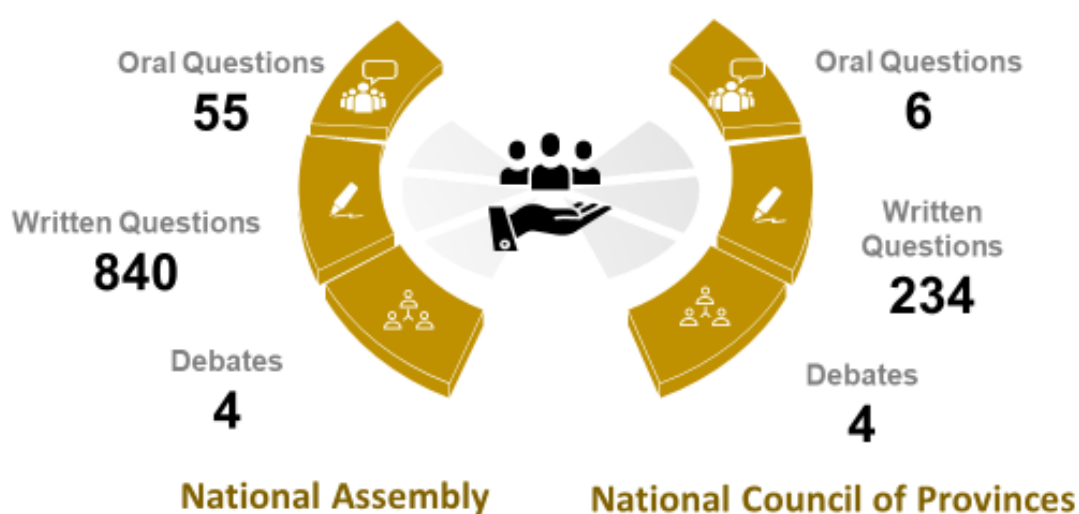 Oral Questions
55
Written Questions
840
Debates
4
National Assembly
Oral Questions
6
Written
Questions
234
Debates
4
National Council of Provinces